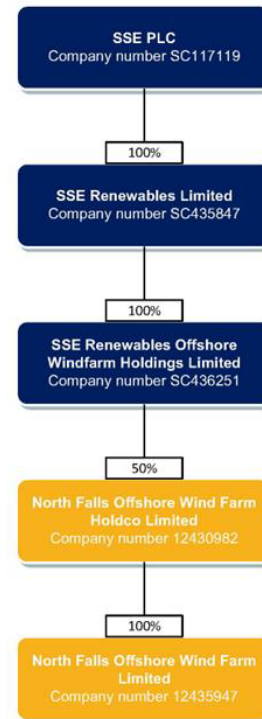 SSE PLC
Company number SC117119
100%
SSE Renewables Limited
Company number SC435847
100%
SSE Renewables Offshore
Windfarm Holdings Limited
Company number SC436251
50%
North Falls Offshore Wind Farm
Holdco Limited
Company number 12430982
100%
North Falls Offshore Wind Farm
Limited
Company number 12435947